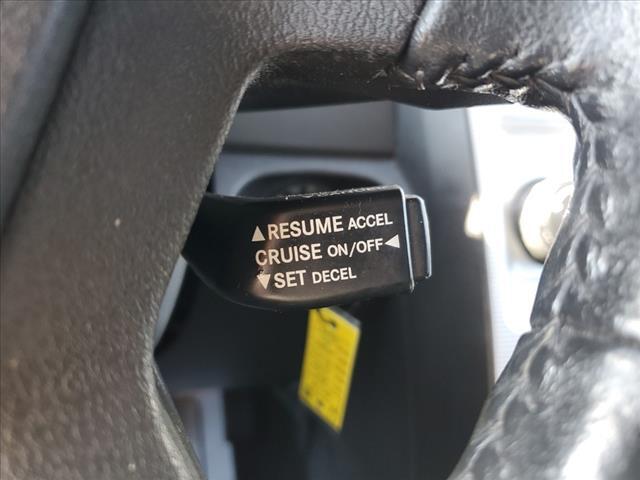 ▲RESUME ACCEL
CRUISE ON/OFF◀
▼SET DECEL